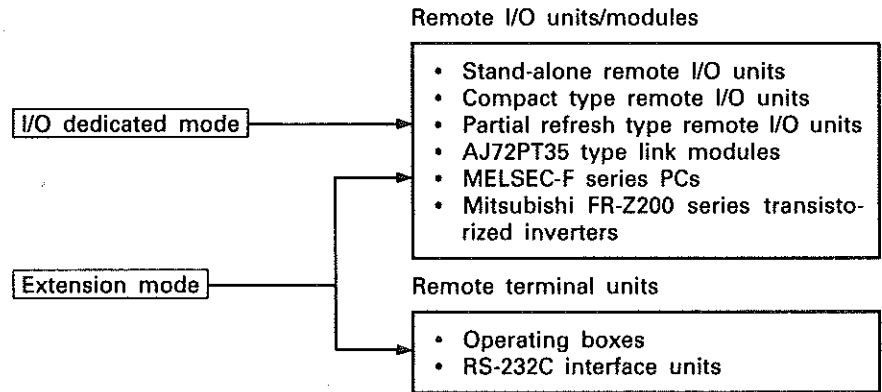 Remote I/O units/modules
• Stand-alone remote I/O units
• Compact type remote I/O units
I/O dedicated mode
• Partial refresh type remote I/O units
• AJ72PT35 type link modules
• MELSEC-F series PCs
• Mitsubishi FR-Z200 series transisto-
rized inverters
Extension mode
Remote terminal units
• Operating boxes
• RS-232C interface units